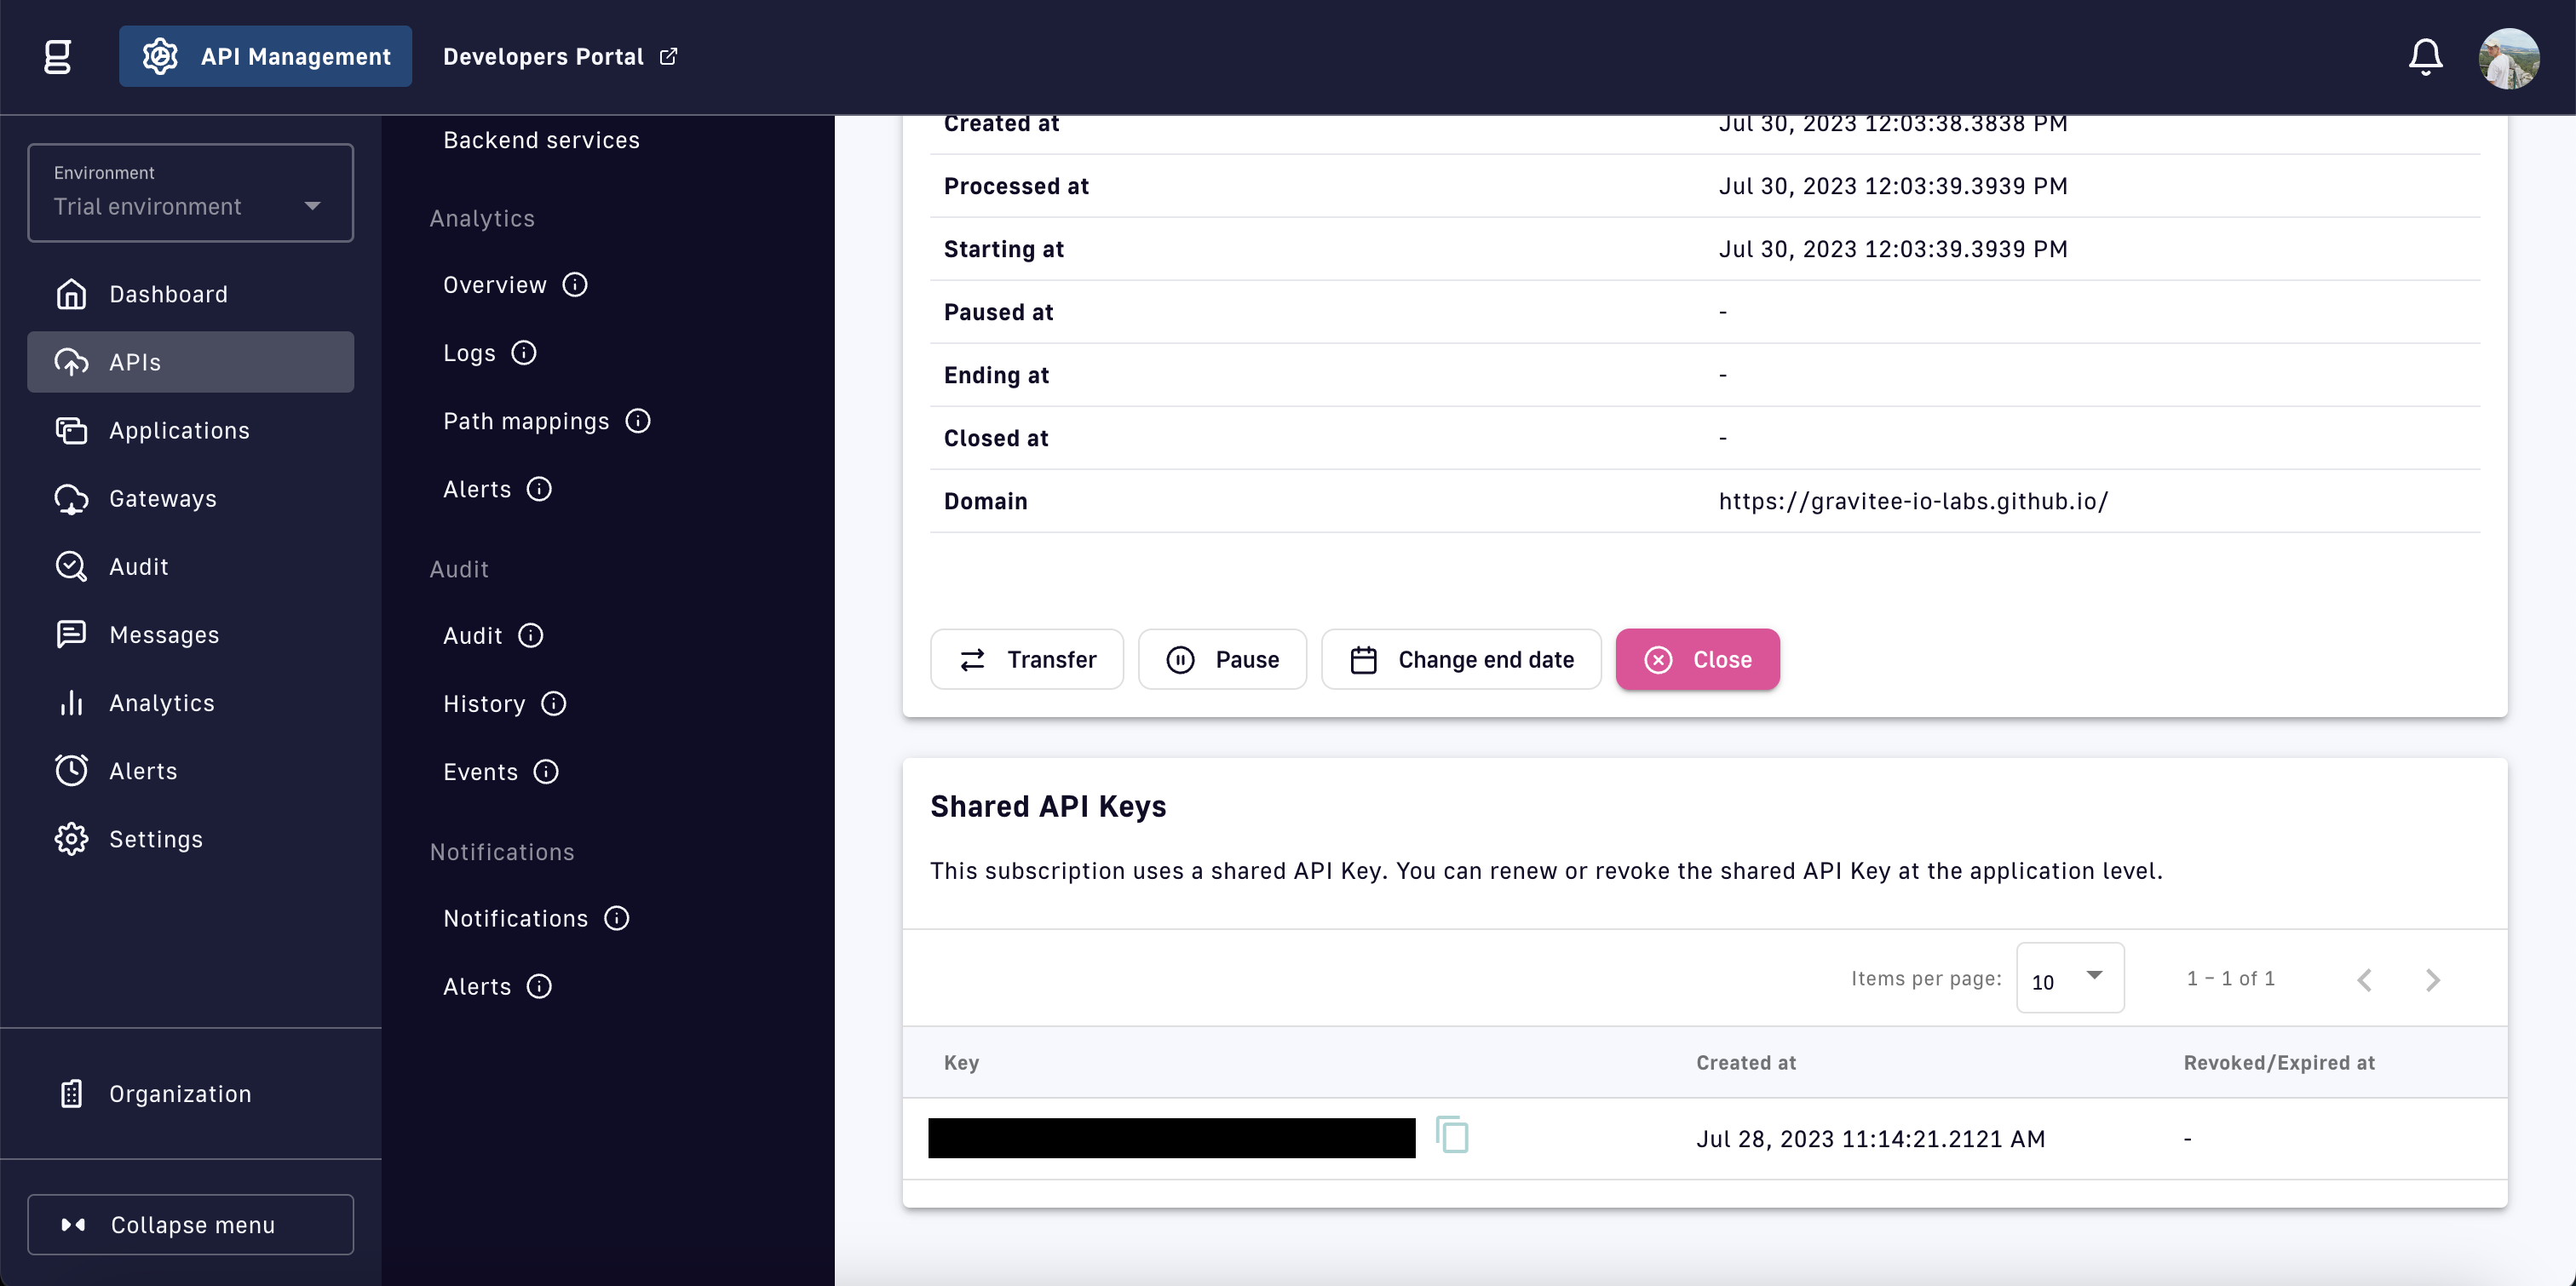 API Management
Developers Portal
Environment
Trial environment
Dashboard
APIs
Applications
Gateways
Audit
Messages
Analytics
Alerts
Settings
Organization
Collapse menu
Backend services
Analytics
Overview
Logs
Path mappings
Alerts
Audit
Audit
History
Events
Notifications
Notifications
Alerts
Created at Jul 30, 2023 12:03:38.3838 PM
Processed at Jul 30, 2023 12:03:39.3939 PM
Starting at Jul 30, 2023 12:03:39.3939 PM
Paused at -
Ending at -
Closed at -
Domain https://gravitee-io-labs.github.io/
Transfer Pause Change end date Close
Shared API Keys
This subscription uses a shared API Key. You can renew or revoke the shared API Key at the application level.
Items per page: 10 1 – 1 of 1
Key Created at Revoked/Expired at
Jul 28, 2023 11:14:21.2121 AM -